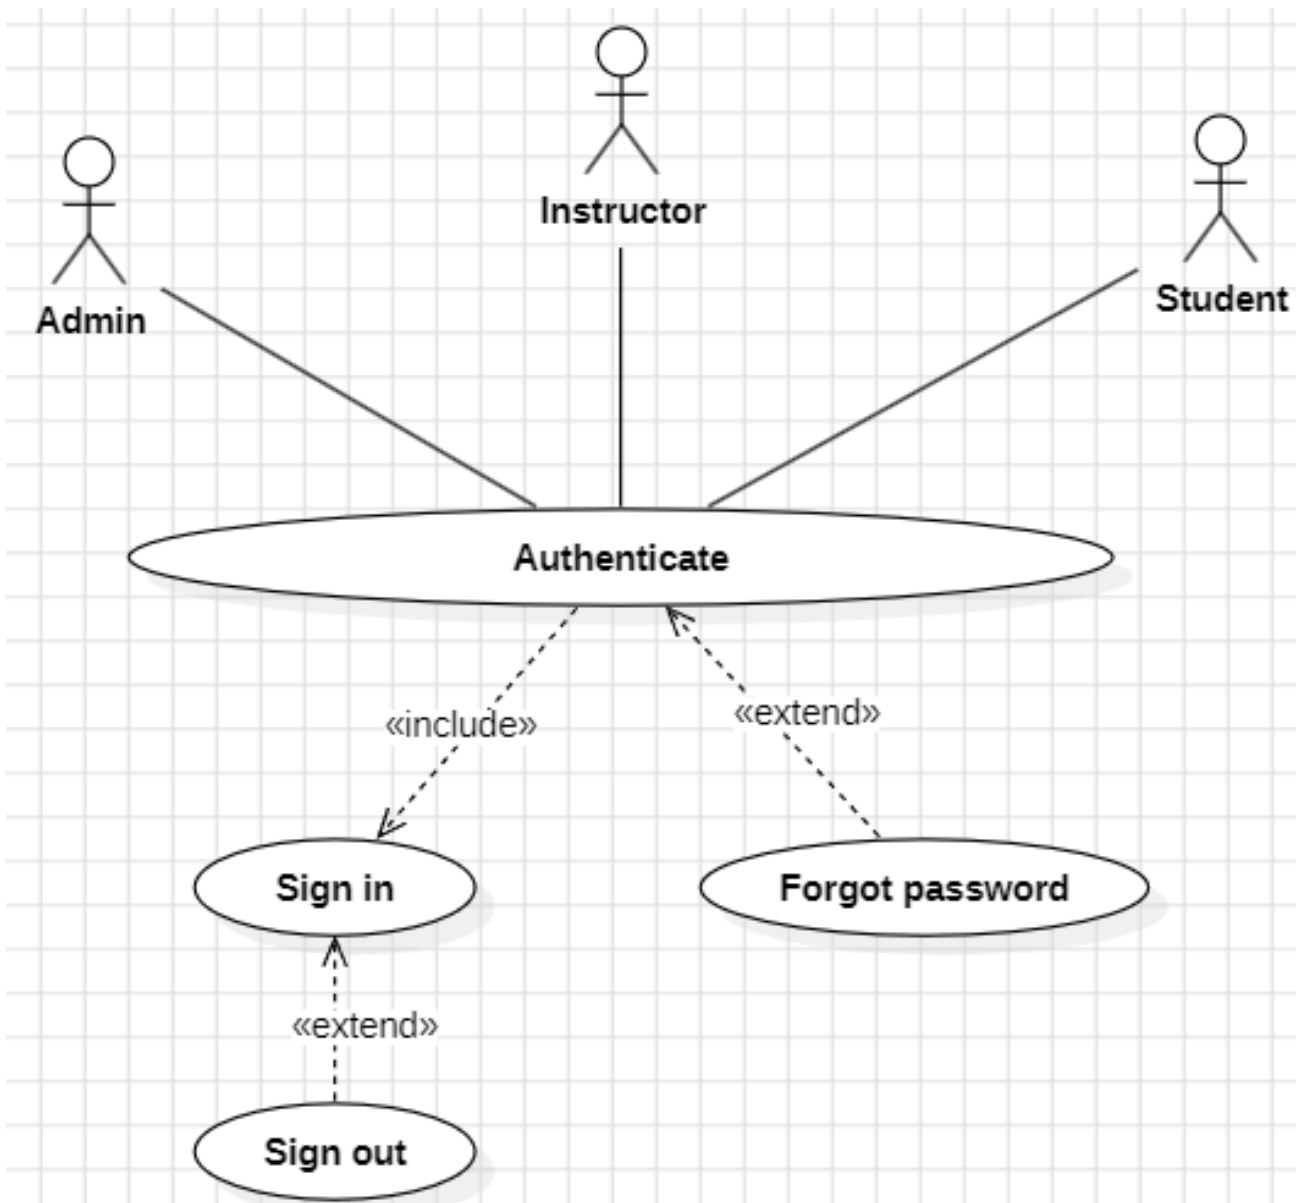 Instructor
Admin
Student
Authenticate
«include»
«extend»
Sign in
Forgot password
«extend»
Sign out